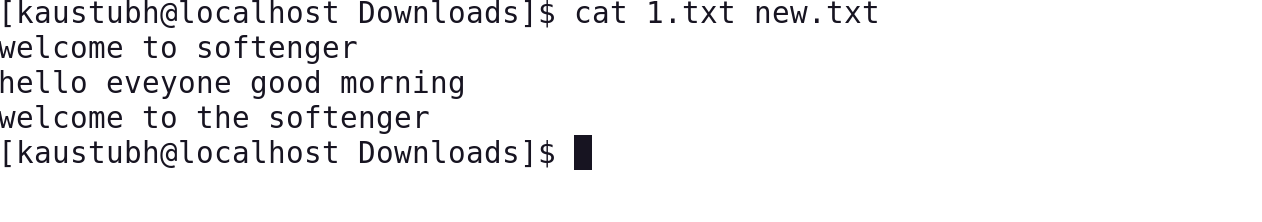 [kaustubh@localhost Downloads]$ cat 1.txt new.txt
welcome to softenger
hello eveyone good morning
welcome to the softenger
[kaustubh@localhost Downloads]$